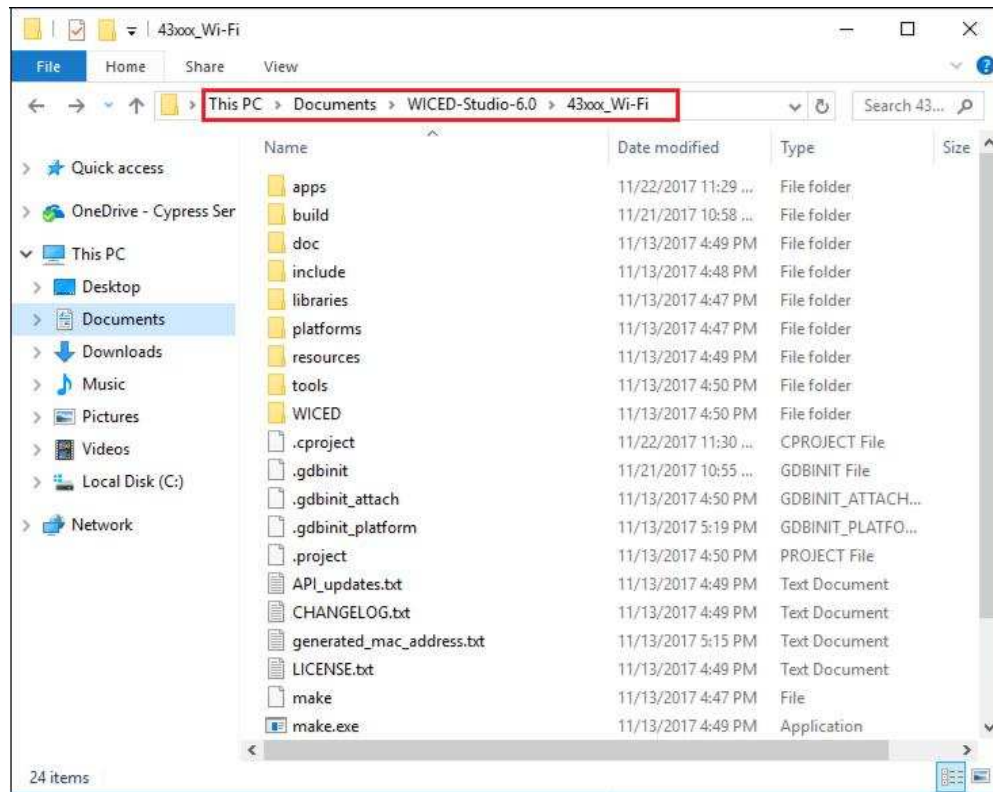 43xxx_Wi-Fi
File Home Share View
This PC > Documents > WICED-Studio-6.0 > 43xxx_Wi-Fi Search 43...
Name Date modified Type Size
Quick access
OneDrive - Cypress Ser
This PC
Desktop
Documents
Downloads
Music
Pictures
Videos
Local Disk (C:)
Network
apps 11/22/2017 11:29 ... File folder
build 11/21/2017 10:58 ... File folder
doc 11/13/2017 4:49 PM File folder
include 11/13/2017 4:48 PM File folder
libraries 11/13/2017 4:47 PM File folder
platforms 11/13/2017 4:47 PM File folder
resources 11/13/2017 4:49 PM File folder
tools 11/13/2017 4:50 PM File folder
WICED 11/13/2017 4:50 PM File folder
.cproject 11/22/2017 11:30 ... CPROJECT File
.gdbinit 11/21/2017 10:55 ... GDBINIT File
.gdbinit_attach 11/13/2017 4:50 PM GDBINIT_ATTACH...
.gdbinit_platform 11/13/2017 5:19 PM GDBINIT_PLATFO...
.project 11/13/2017 4:50 PM PROJECT File
API_updates.txt 11/13/2017 4:49 PM Text Document
CHANGELOG.txt 11/13/2017 4:49 PM Text Document
generated_mac_address.txt 11/13/2017 5:15 PM Text Document
LICENSE.txt 11/13/2017 4:49 PM Text Document
make 11/13/2017 4:47 PM File
make.exe 11/13/2017 4:49 PM Application
24 items